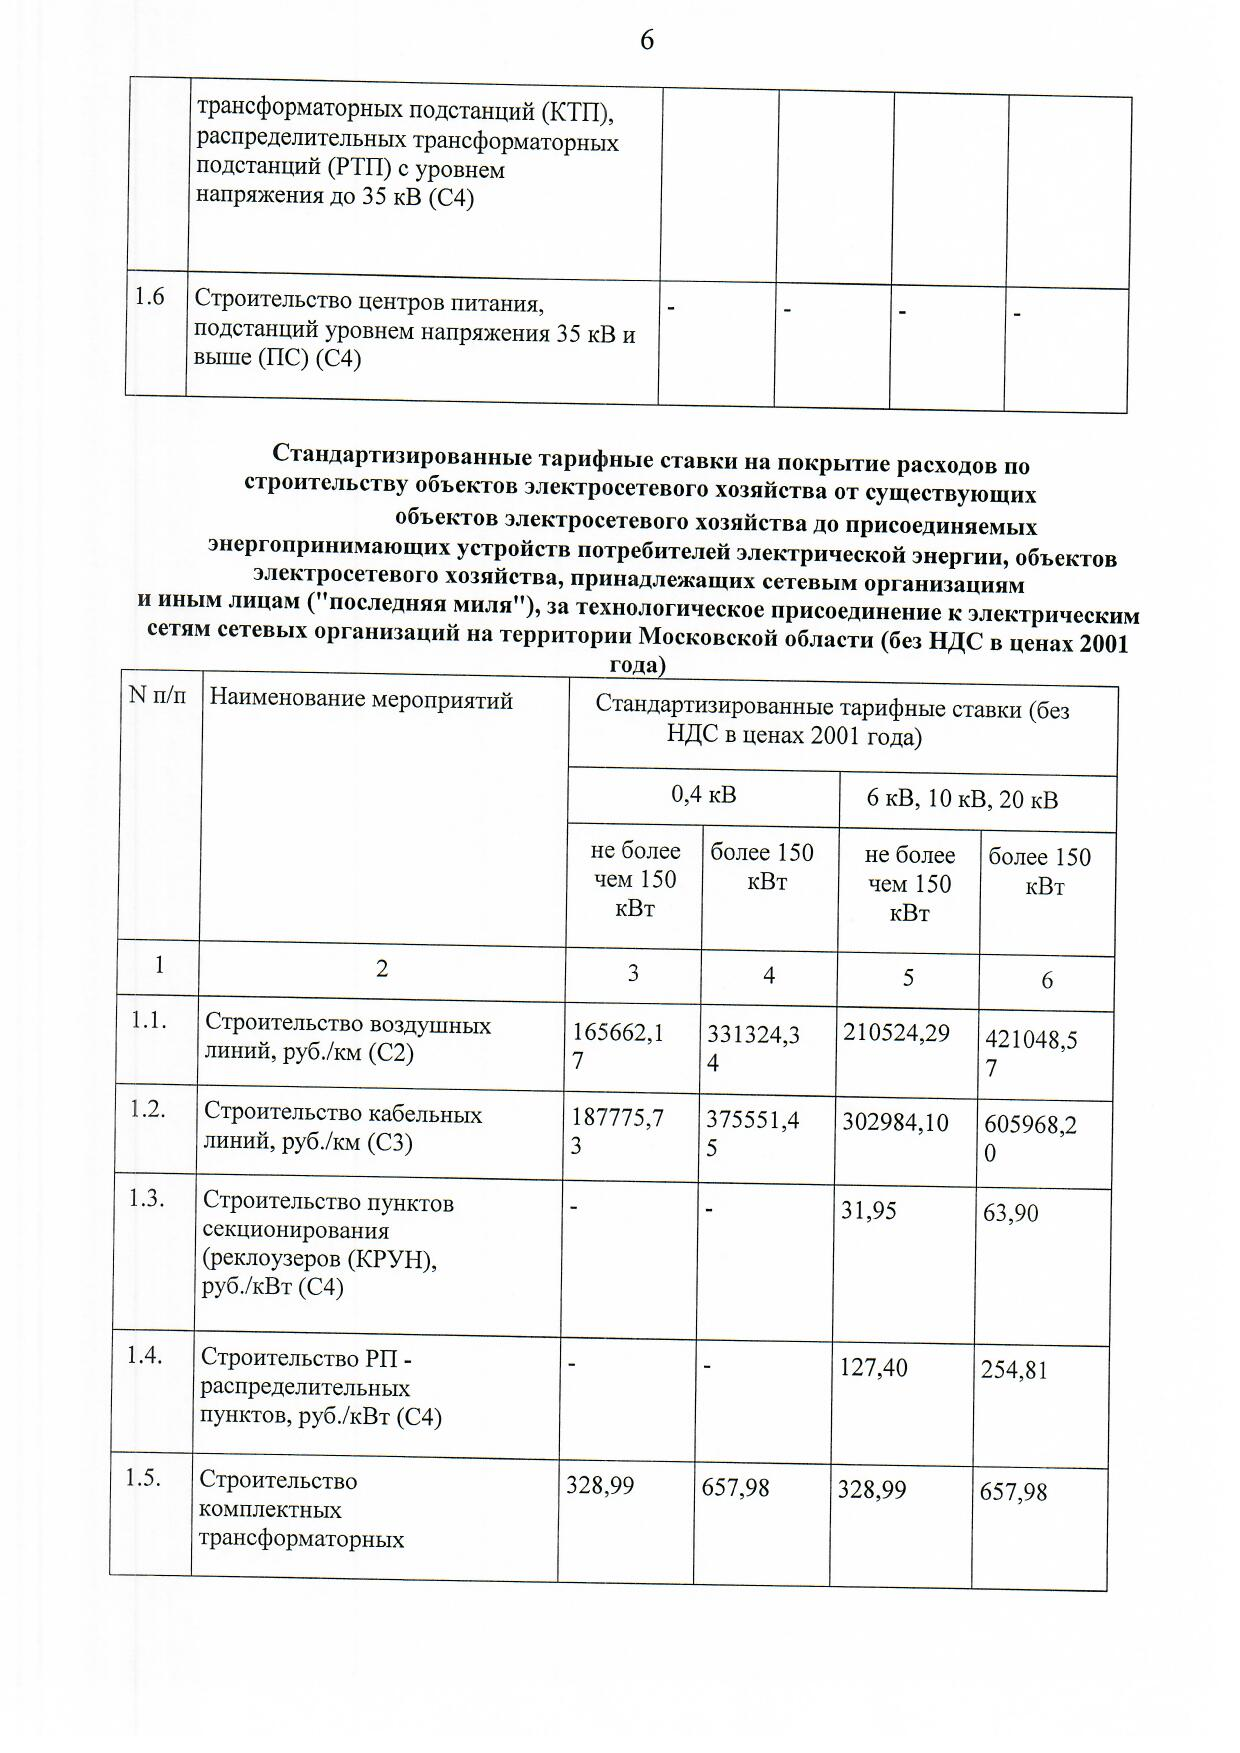 6
трансформаторных подстанций (КТП),
распределительных трансформаторных
подстанций (РТП) с уровнем
напряжения до 35 кВ (С4)
1.6
Строительство центров питания,
подстанций уровнем напряжения 35 кВ и
выше (ПС) (С4)
- - - -
Стандартизированные тарифные ставки на покрытие расходов по
строительству объектов электросетевого хозяйства от существующих
объектов электросетевого хозяйства до присоединяемых
энергопринимающих устройств потребителей электрической энергии, объектов
электросетевого хозяйства, принадлежащих сетевым организациям
и иным лицам ("последняя миля"), за технологическое присоединение к электрическим
сетям сетевых организаций на территории Московской области (без НДС в ценах 2001
года)
N п/п
Наименование мероприятий
Стандартизированные тарифные ставки (без
НДС в ценах 2001 года)
0,4 кВ
6 кВ, 10 кВ, 20 кВ
не более
чем 150
кВт
более 150
кВт
не более
чем 150
кВт
более 150
кВт
1 2 3 4 5 6
1.1.
Строительство воздушных
линий, руб./км (С2)
165662,1
7
331324,3
4
210524,29
421048,5
7
1.2.
Строительство кабельных
линий, руб./км (С3)
187775,7
3
375551,4
5
302984,10
605968,2
0
1.3.
Строительство пунктов
секционирования
(реклоузеров (КРУН),
руб./кВт (С4)
- - 31,95 63,90
1.4.
Строительство РП -
распределительных
пунктов, руб./кВт (С4)
- - 127,40 254,81
1.5.
Строительство
комплектных
трансформаторных
328,99 657,98 328,99 657,98